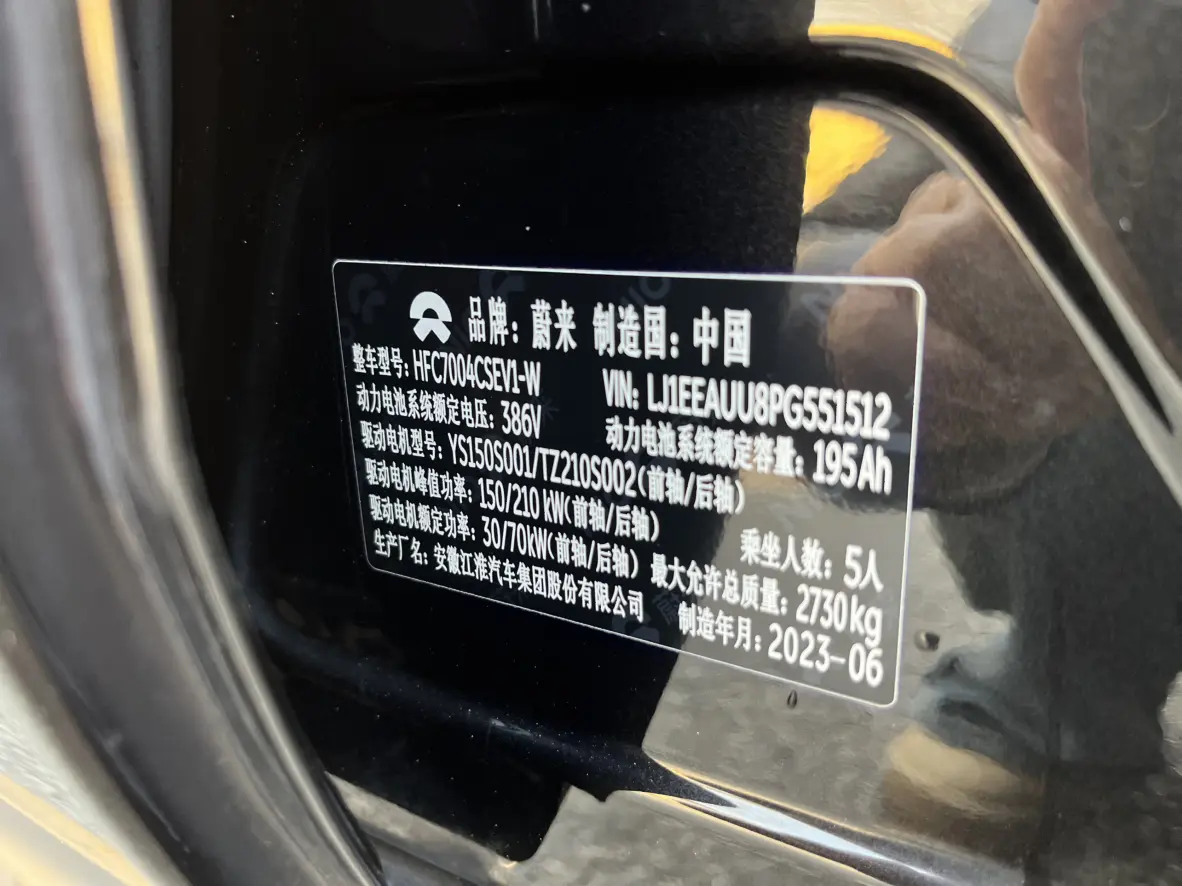 品牌：蔚来 制造国：中国
整车型号：HFC7004CSEV1-W VIN: LJ1EEAUU8PG551512
动力电池系统额定电压：386V 动力电池系统额定容量：195Ah
驱动电机型号：YS150S001/TZ210S002(前轴/后轴)
驱动电机峰值功率：150/210kW(前轴/后轴) 乘坐人数：5人
驱动电机额定功率：30/70kW(前轴/后轴) 最大允许总质量：2730kg
生产厂名：安徽江淮汽车集团股份有限公司 制造年月：2023-06